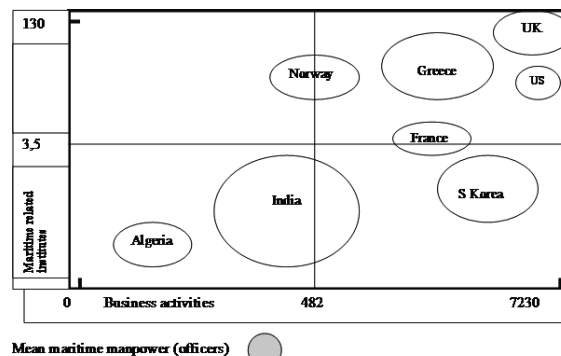 130
UK
Norway
Greece
US
3,5
France
India
S Korea
Algeria
Maritime related
institutes
0 Business activities 482 7230
Mean maritime manpower (officers)